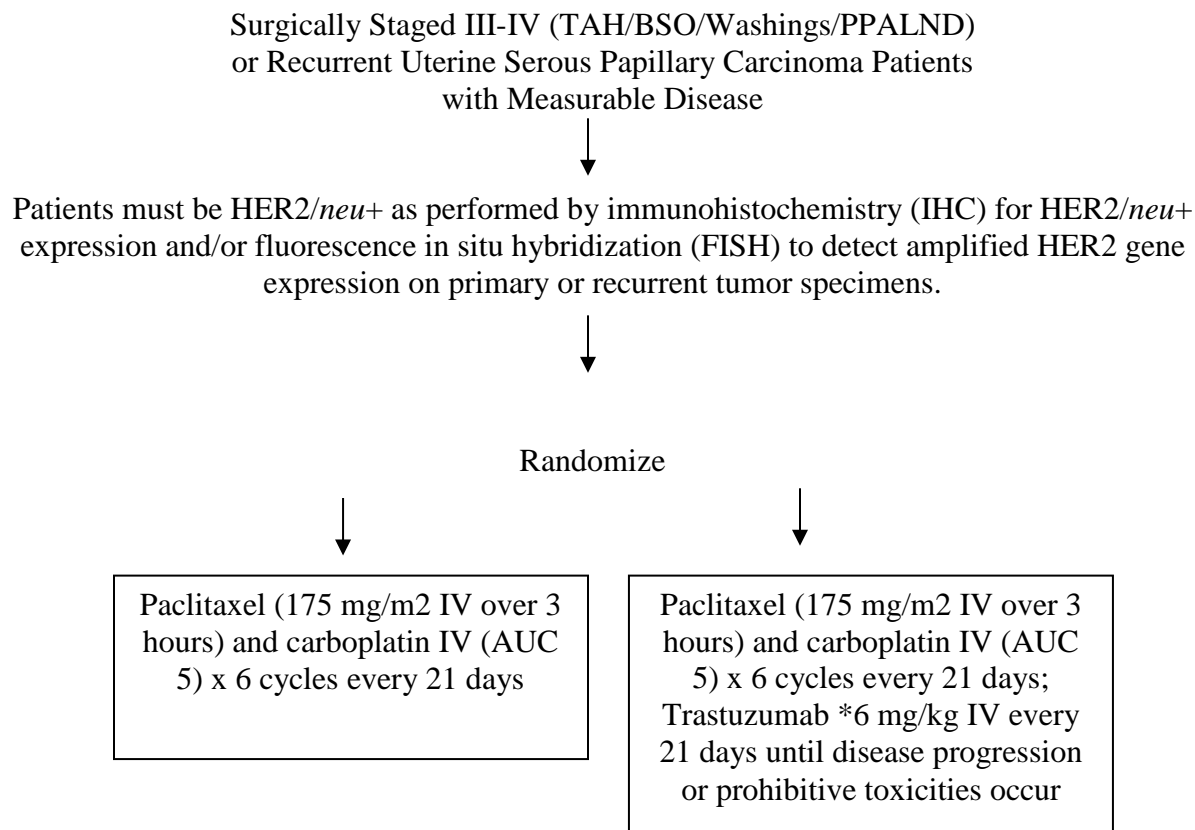 Surgically Staged III-IV (TAH/BSO/Washings/PPALND)
or Recurrent Uterine Serous Papillary Carcinoma Patients
with Measurable Disease
Patients must be HER2/neu+ as performed by immunohistochemistry (IHC) for HER2/neu+
expression and/or fluorescence in situ hybridization (FISH) to detect amplified HER2 gene
expression on primary or recurrent tumor specimens.
Randomize
Paclitaxel (175 mg/m2 IV over 3
hours) and carboplatin IV (AUC
5) x 6 cycles every 21 days
Paclitaxel (175 mg/m2 IV over 3
hours) and carboplatin IV (AUC
5) x 6 cycles every 21 days;
Trastuzumab *6 mg/kg IV every
21 days until disease progression
or prohibitive toxicities occur